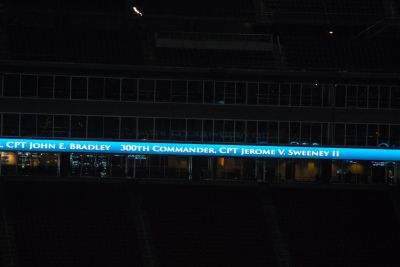 , CPT John E. Bradley 300th Commander, CPT Jerome V. Sweeney II